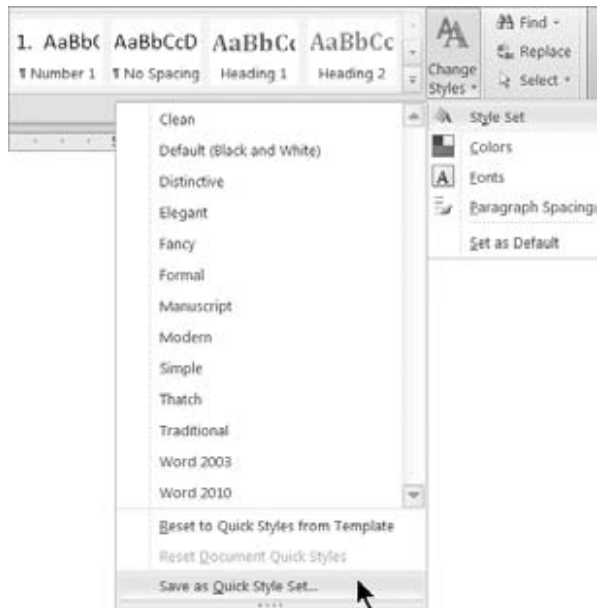 1. AaBb( AaBbCcD AaBbCc AaBbCc
¶ Number 1 ¶ No Spacing Heading 1 Heading 2
Change
Styles
Find
Replace
Select
Clean
Default (Black and White)
Distinctive
Elegant
Fancy
Formal
Manuscript
Modern
Simple
Thatch
Traditional
Word 2003
Word 2010
Reset to Quick Styles from Template
Reset Document Quick Styles
Save as Quick Style Set...
Style Set
Colors
A Fonts
Paragraph Spacing
Set as Default